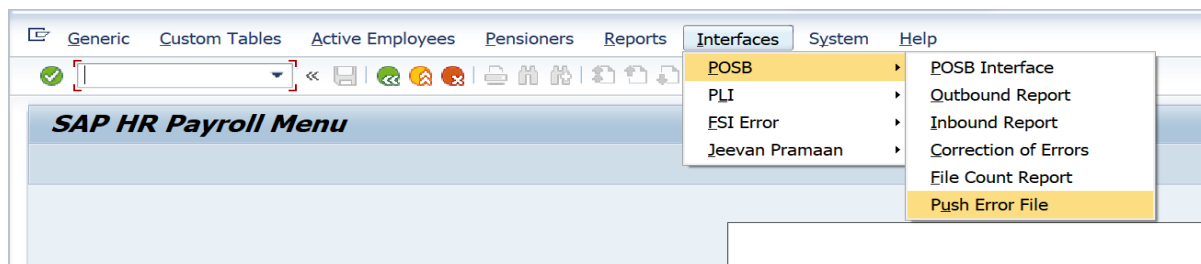 Generic Custom Tables Active Employees Pensioners Reports Interfaces System Help
SAP HR Payroll Menu
POSB
PLI
FSI Error
Jeevan Pramaan
POSB Interface
Outbound Report
Inbound Report
Correction of Errors
File Count Report
Push Error File